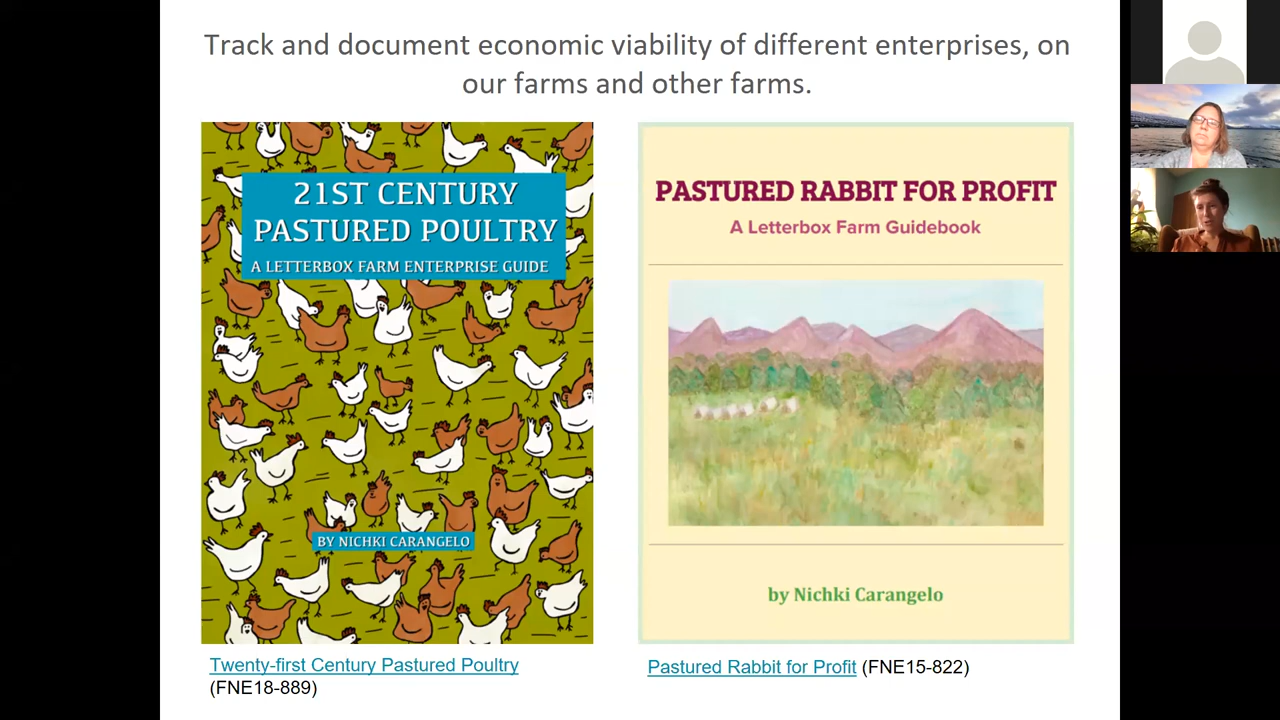 Track and document economic viability of different enterprises, on
our farms and other farms.
21ST CENTURY
PASTURED POULTRY
A LETTERBOX FARM ENTERPRISE GUIDE
BY NICHKI CARANGELO
Twenty-first Century Pastured Poultry
(FNE18-889)
PASTURED RABBIT FOR PROFIT
A Letterbox Farm Guidebook
by Nichki Carangelo
Pastured Rabbit for Profit (FNE15-822)